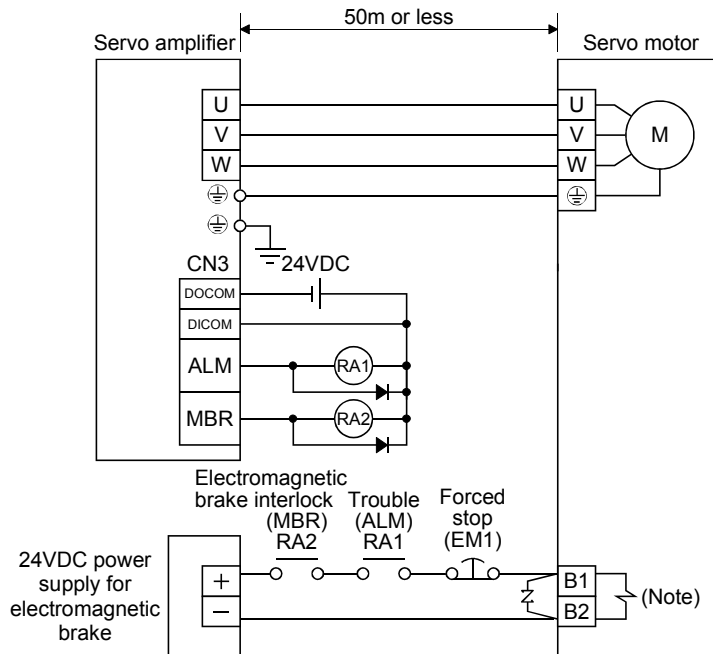 50m or less
Servo amplifier
Servo motor
U
V
W
U
V
W
M
CN3
24VDC
DOCOM
DICOM
ALM
MBR
RA1
RA2
Electromagnetic
brake interlock
(MBR)
RA2
Trouble
(ALM)
RA1
Forced
stop
(EM1)
24VDC power
supply for
electromagnetic
brake
+
−
B1
B2
(Note)